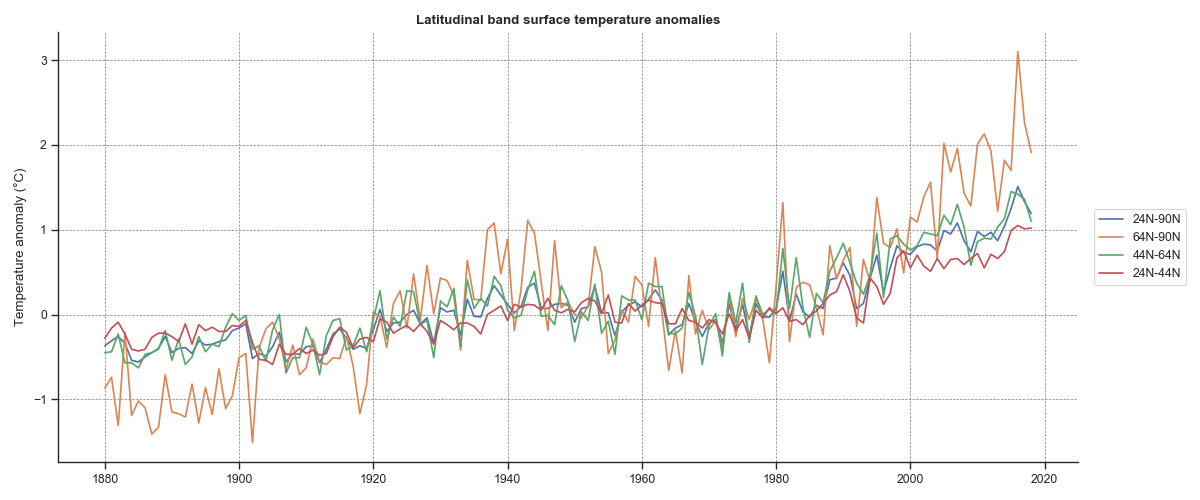 Latitudinal band surface temperature anomalies
Temperature anomaly (°C)
3
2
1
0
−1
1880
1900
1920
1940
1960
1980
2000
2020
24N-90N
64N-90N
44N-64N
24N-44N